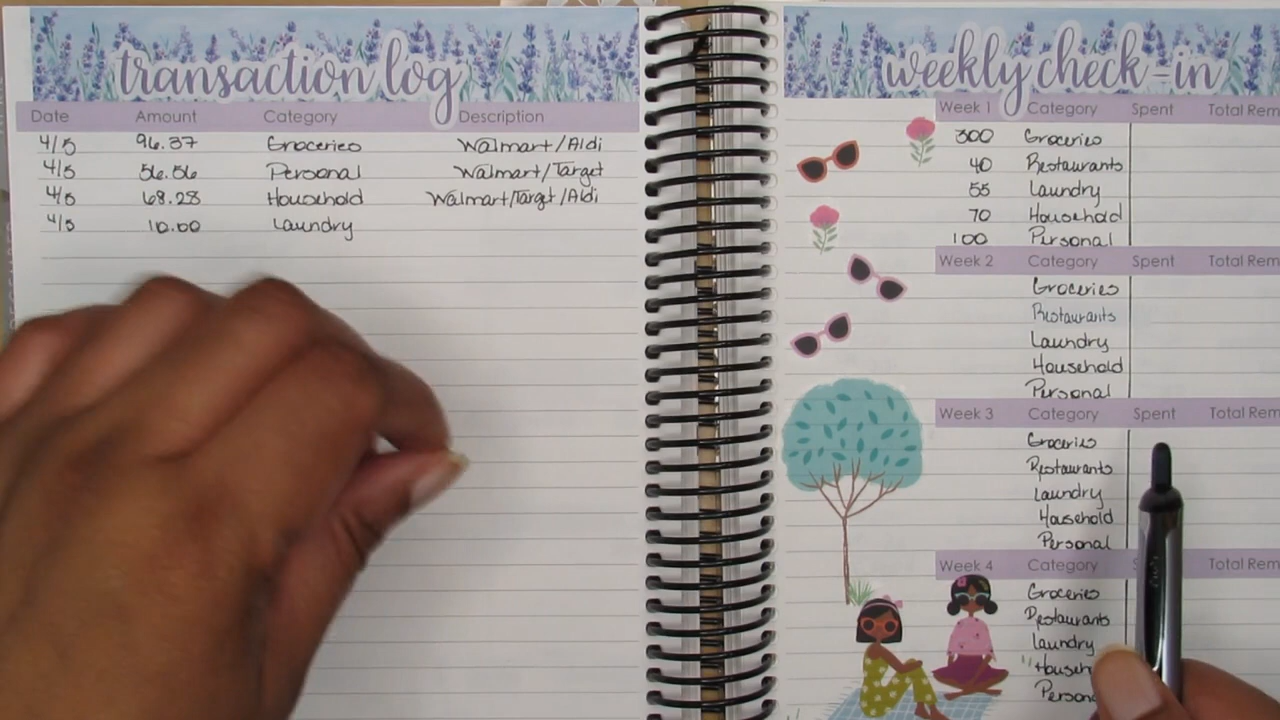 transaction log
Date Amount Category Description
4/5 96.37 Groceries Walmart/Aldi
4/5 56.56 Personal Walmart/Target
4/5 68.28 Household Walmart/Target/Aldi
4/5 10.00 Laundry
weekly check-in
Week 1 Category Spent Total Rem
300 Groceries
40 Restaurants
55 Laundry
70 Household
100 Personal
Week 2 Category Spent Total Rem
Groceries
Restaurants
Laundry
Household
Personal
Week 3 Category Spent Total Rem
Groceries
Restaurants
Laundry
Household
Personal
Week 4 Category Total Rem
Groceries
Restaurants
Laundry
Househ
Person